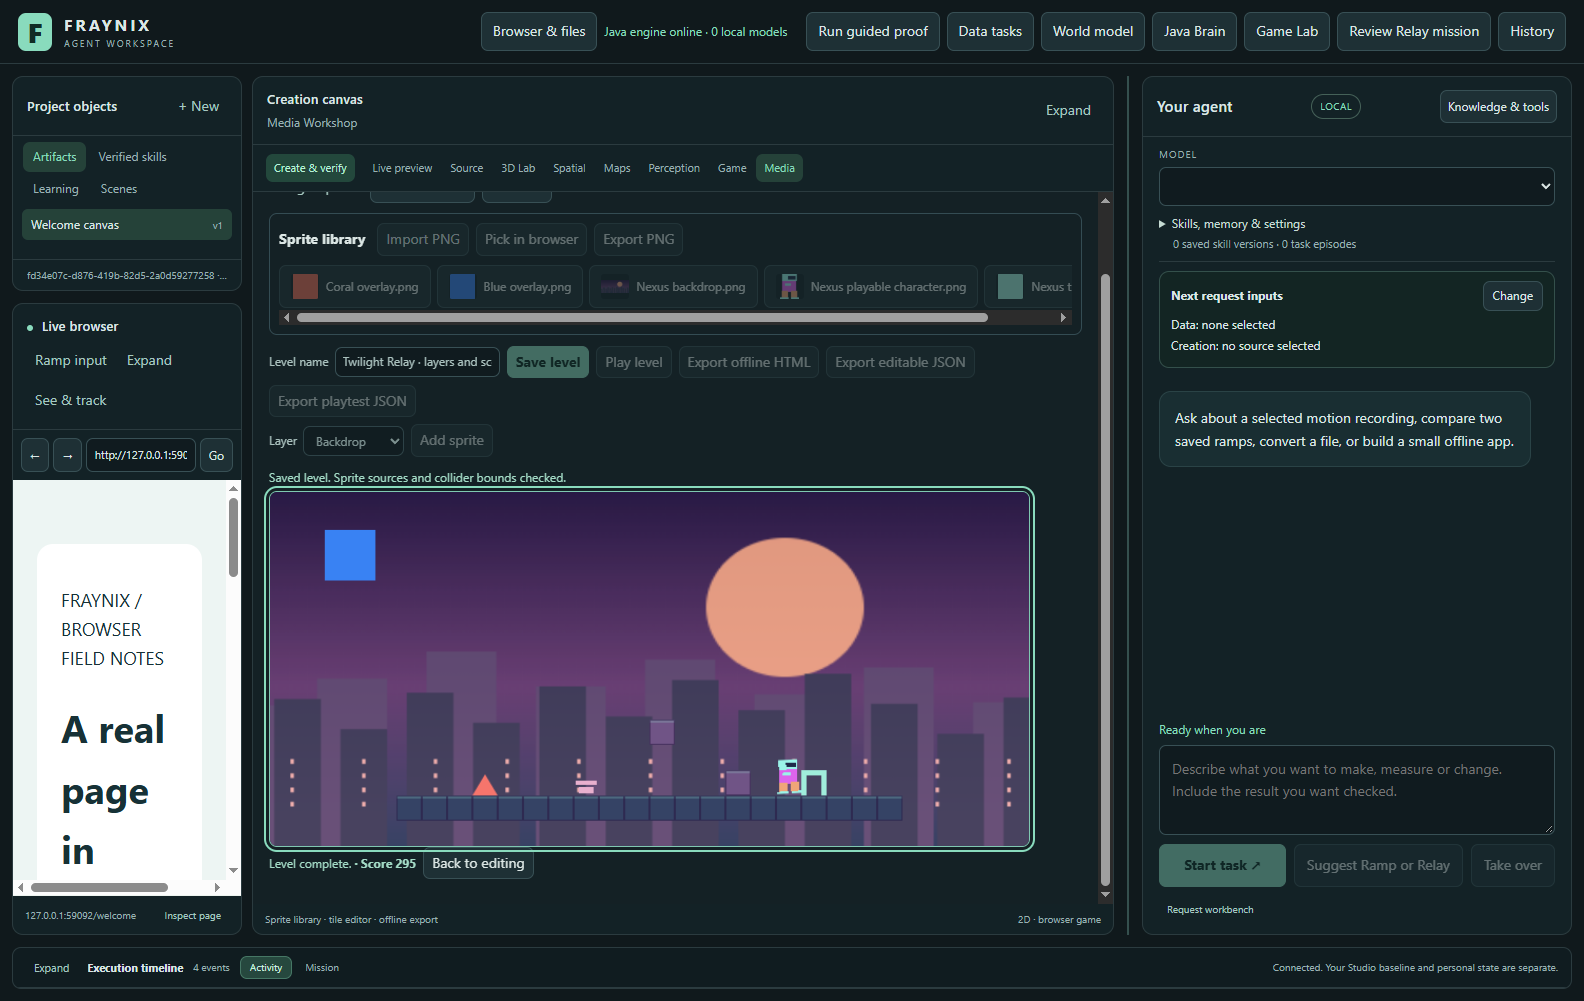 F
FRAYNIX
AGENT WORKSPACE
Browser & files
Java engine online · 0 local models
Run guided proof
Data tasks
World model
Java Brain
Game Lab
Review Relay mission
History
Project objects
+ New
Artifacts
Verified skills
Learning
Scenes
Welcome canvas
v1
fd34e07c-d876-419b-82d5-2a0d59277258 ·...
Live browser
Ramp input
Expand
See & track
←
→
http://127.0.0.1:590
Go
FRAYNIX /
BROWSER
FIELD NOTES
A real
page
in
127.0.0.1:59092/welcome
Inspect page
Creation canvas
Media Workshop
Expand
Create & verify
Live preview
Source
3D Lab
Spatial
Maps
Perception
Game
Media
Sprite library
Import PNG
Pick in browser
Export PNG
Coral overlay.png
Blue overlay.png
Nexus backdrop.png
Nexus playable character.png
Nexus t
Level name
Twilight Relay · layers and sc
Save level
Play level
Export offline HTML
Export editable JSON
Export playtest JSON
Layer
Backdrop
Add sprite
Saved level. Sprite sources and collider bounds checked.
Level complete. · Score 295
Back to editing
Sprite library · tile editor · offline export
2D · browser game
Your agent
LOCAL
Knowledge & tools
MODEL
Skills, memory & settings
0 saved skill versions · 0 task episodes
Next request inputs
Change
Data: none selected
Creation: no source selected
Ask about a selected motion recording, compare two
saved ramps, convert a file, or build a small offline app.
Ready when you are
Describe what you want to make, measure or change.
Include the result you want checked.
Start task ↗
Suggest Ramp or Relay
Take over
Request workbench
Expand
Execution timeline
4 events
Activity
Mission
Connected. Your Studio baseline and personal state are separate.